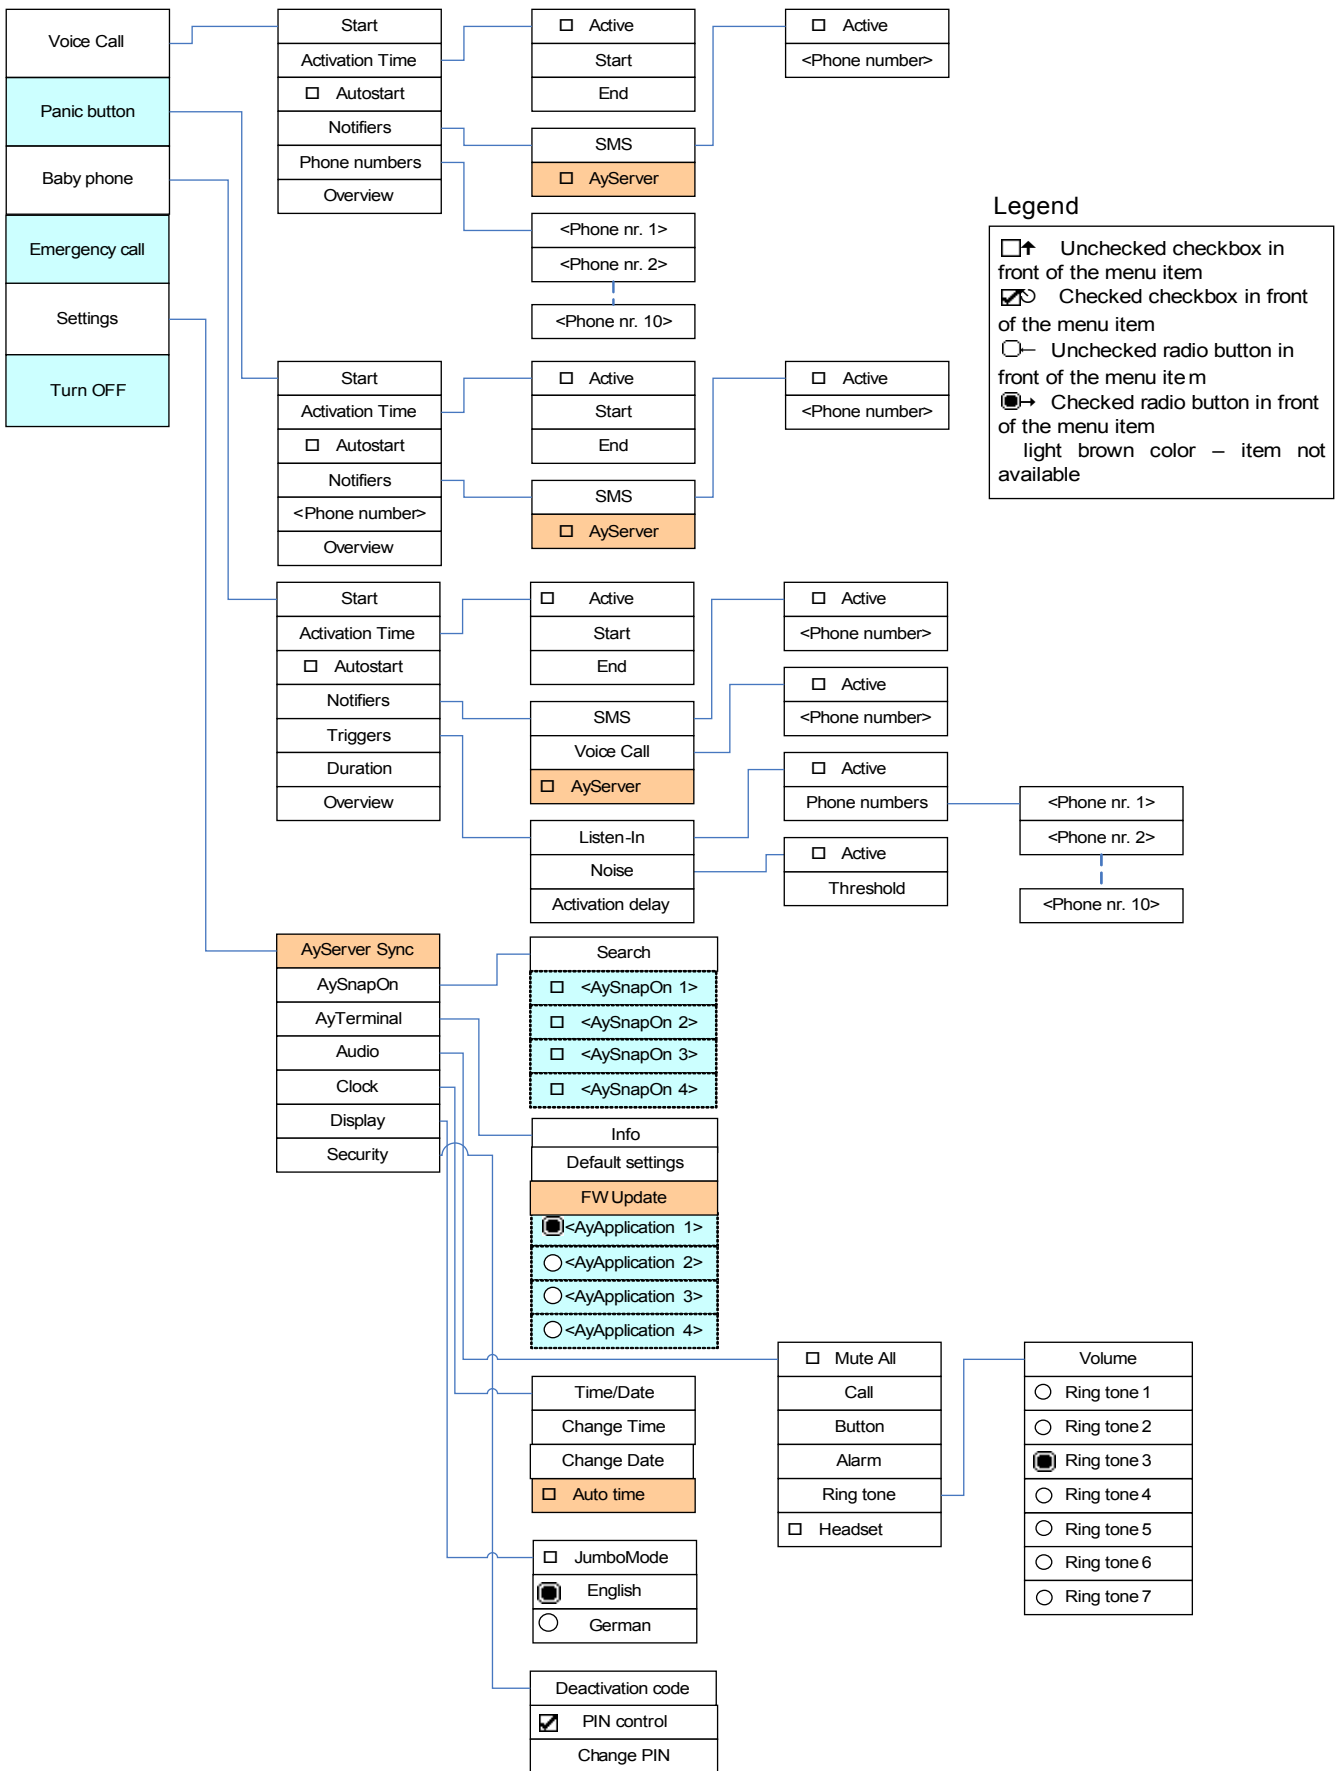 Voice Call
Panic button
Baby phone
Emergency call
Settings
Turn OFF
Start
Activation Time
Autostart
Notifiers
Phone numbers
Overview
Active
Start
End
SMS
AyServer
<Phone nr. 1>
<Phone nr. 2>
<Phone nr. 10>
Active
<Phone number>
Legend
Unchecked checkbox in
front of the menu item
Checked checkbox in front
of the menu item
Unchecked radio button in
front of the menu item
Checked radio button in front
of the menu item
light brown color – item not
available
Start
Activation Time
Autostart
Notifiers
<Phone number>
Overview
Active
Start
End
SMS
AyServer
Active
<Phone number>
Start
Activation Time
Autostart
Notifiers
Triggers
Duration
Overview
Active
Start
End
SMS
Voice Call
AyServer
Listen-In
Noise
Activation delay
Active
<Phone number>
Active
<Phone number>
Active
Phone numbers
Active
Threshold
<Phone nr. 1>
<Phone nr. 2>
<Phone nr. 10>
AyServer Sync
AySnapOn
AyTerminal
Audio
Clock
Display
Security
Search
<AySnapOn 1>
<AySnapOn 2>
<AySnapOn 3>
<AySnapOn 4>
Info
Default settings
FW Update
<AyApplication 1>
<AyApplication 2>
<AyApplication 3>
<AyApplication 4>
Mute All
Call
Button
Alarm
Ring tone
Headset
Volume
Ring tone 1
Ring tone 2
Ring tone 3
Ring tone 4
Ring tone 5
Ring tone 6
Ring tone 7
Time/Date
Change Time
Change Date
Auto time
JumboMode
English
German
Deactivation code
PIN control
Change PIN